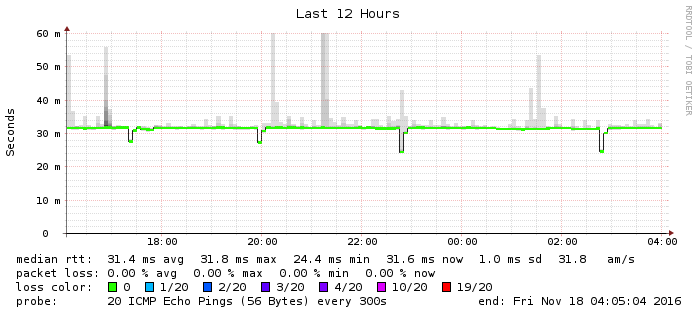 Last 12 Hours
RRDTOOL / TOBI OETIKER
Seconds
60 m
50 m
40 m
30 m
20 m
10 m
0
18:00 20:00 22:00 00:00 02:00 04:00
median rtt: 31.4 ms avg 31.8 ms max 24.4 ms min 31.6 ms now 1.0 ms sd 31.8 am/s
packet loss: 0.00 % avg 0.00 % max 0.00 % min 0.00 % now
loss color: 0 1/20 2/20 3/20 4/20 10/20 19/20
probe: 20 ICMP Echo Pings (56 Bytes) every 300s end: Fri Nov 18 04:05:04 2016